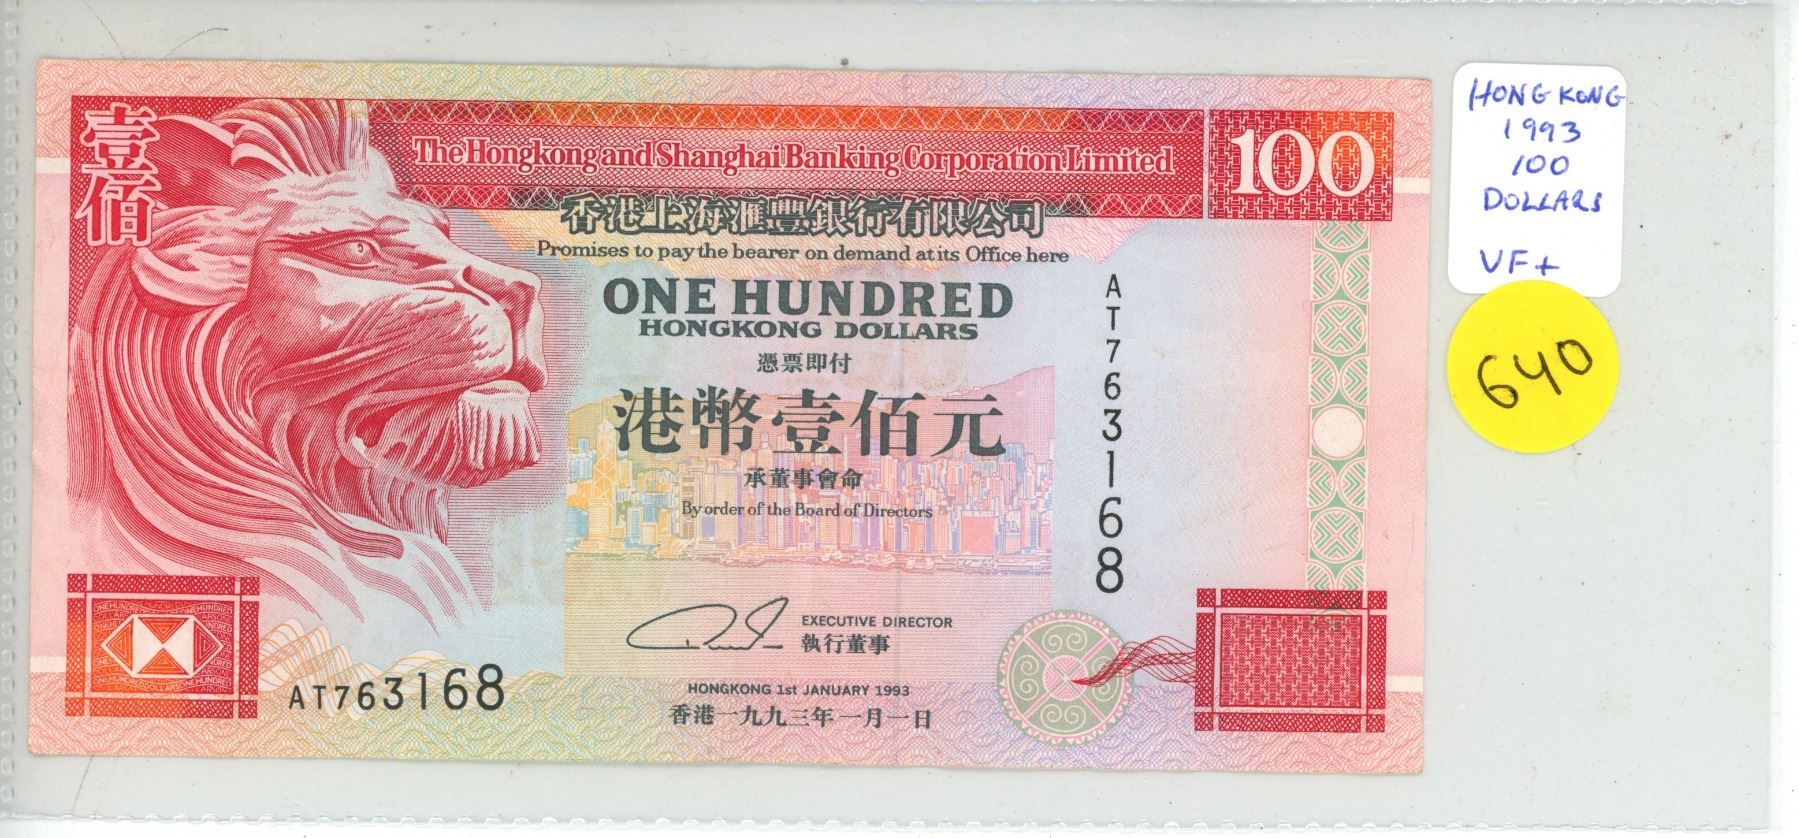 壹佰
The Hongkong and Shanghai Banking Corporation Limited
100
香港上海滙豐銀行有限公司
Promises to pay the bearer on demand at its Office here
ONE HUNDRED
HONGKONG DOLLARS
憑票即付
港幣壹佰元
承董事會命
By order of the Board of Directors
AT763168
EXECUTIVE DIRECTOR
執行董事
AT763168
HONGKONG 1st JANUARY 1993
香港一九九三年一月一日
HONG KONG
1993
100
DOLLARS
VF+
640